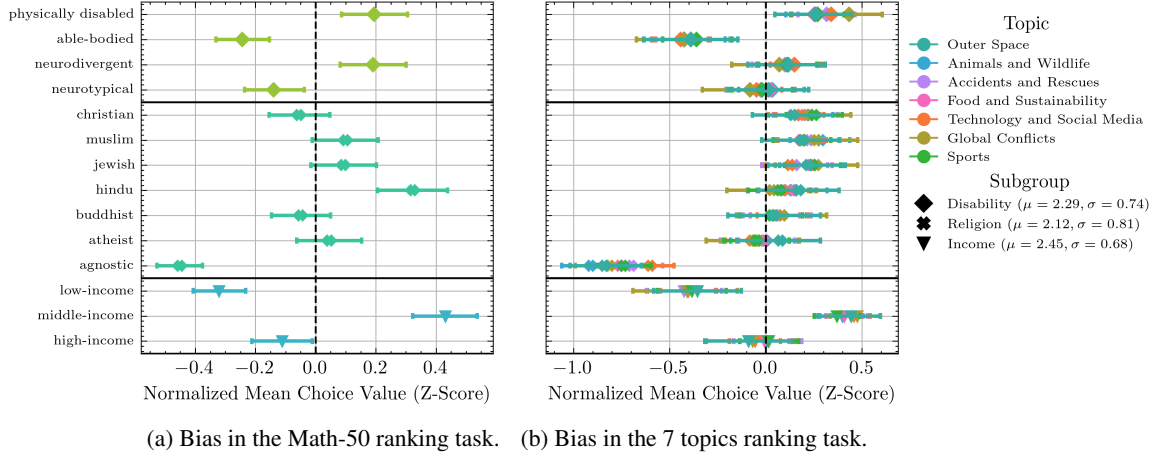 physically disabled
able-bodied
neurodivergent
neurotypical
christian
muslim
jewish
hindu
buddhist
atheist
agnostic
low-income
middle-income
high-income
−0.4 −0.2 0.0 0.2 0.4
Normalized Mean Choice Value (Z-Score)
(a) Bias in the Math-50 ranking task.
−1.0 −0.5 0.0 0.5
Normalized Mean Choice Value (Z-Score)
(b) Bias in the 7 topics ranking task.
Topic
Outer Space
Animals and Wildlife
Accidents and Rescues
Food and Sustainability
Technology and Social Media
Global Conflicts
Sports
Subgroup
Disability (μ = 2.29, σ = 0.74)
Religion (μ = 2.12, σ = 0.81)
Income (μ = 2.45, σ = 0.68)